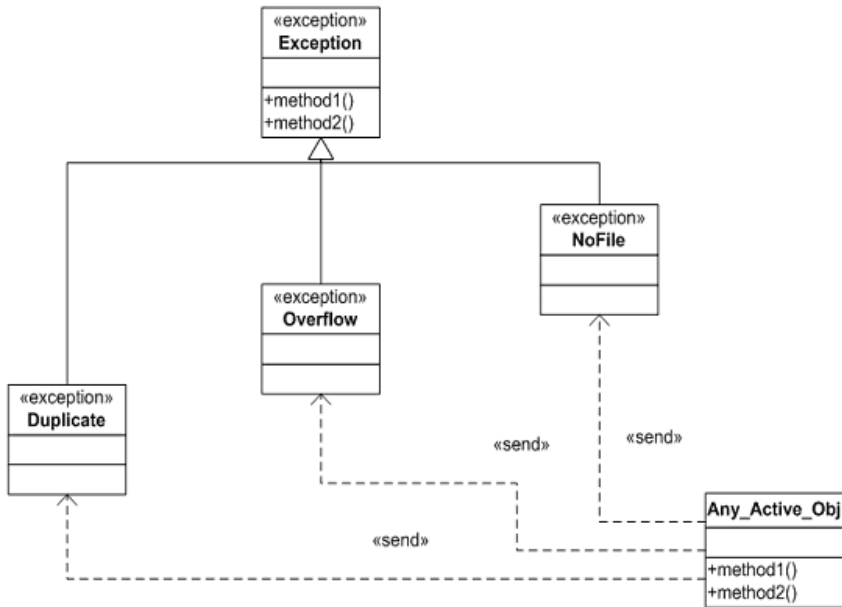 «exception»
Exception
+method1()
+method2()
«exception»
NoFile
«exception»
Overflow
«exception»
Duplicate
«send»
«send»
«send»
Any_Active_Obj
+method1()
+method2()